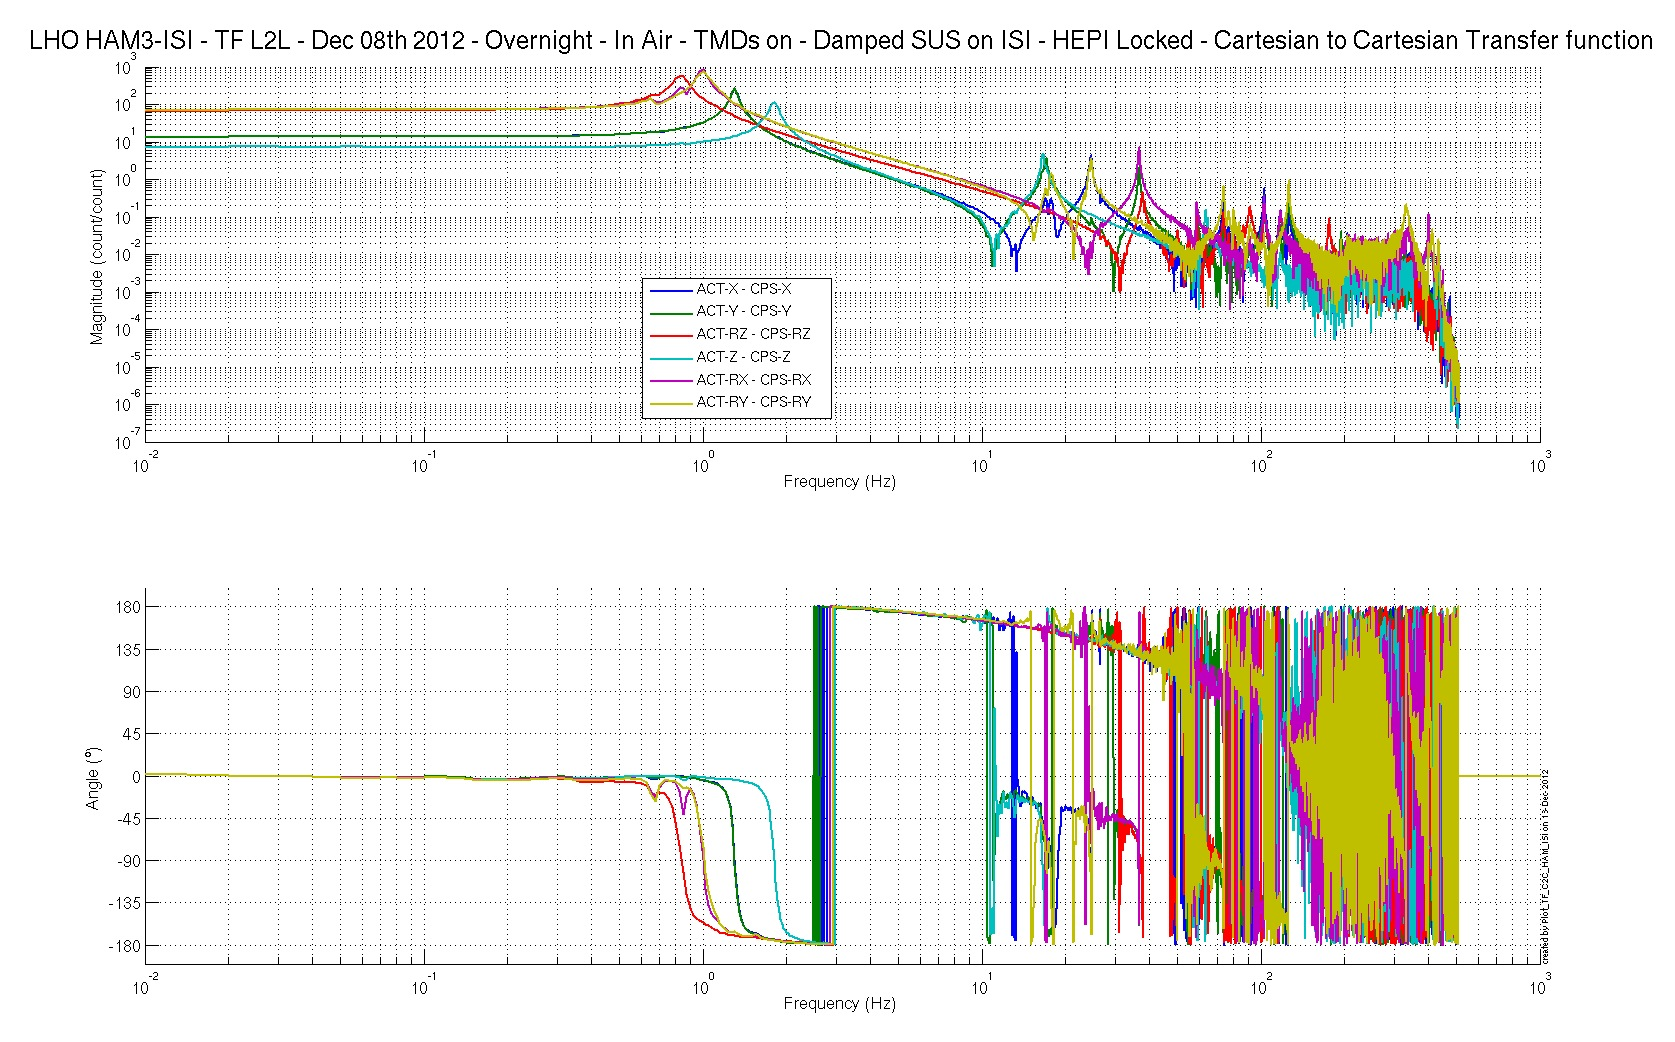 LHO HAM3-ISI - TF L2L - Dec 08th 2012 - Overnight - In Air - TMDs on - Damped SUS on ISI - HEPI Locked - Cartesian to Cartesian Transfer function
10^3
10^2
10^1
10^0
10^-1
10^-2
10^-3
10^-4
10^-5
10^-6
10^-7
Magnitude (count/count)
ACT-X - CPS-X
ACT-Y - CPS-Y
ACT-RZ - CPS-RZ
ACT-Z - CPS-Z
ACT-RX - CPS-RX
ACT-RY - CPS-RY
10^-2 10^-1 10^0 10^1 10^2 10^3
Frequency (Hz)
180
135
90
45
0
-45
-90
-135
-180
Angle (°)
10^-2 10^-1 10^0 10^1 10^2 10^3
Frequency (Hz)